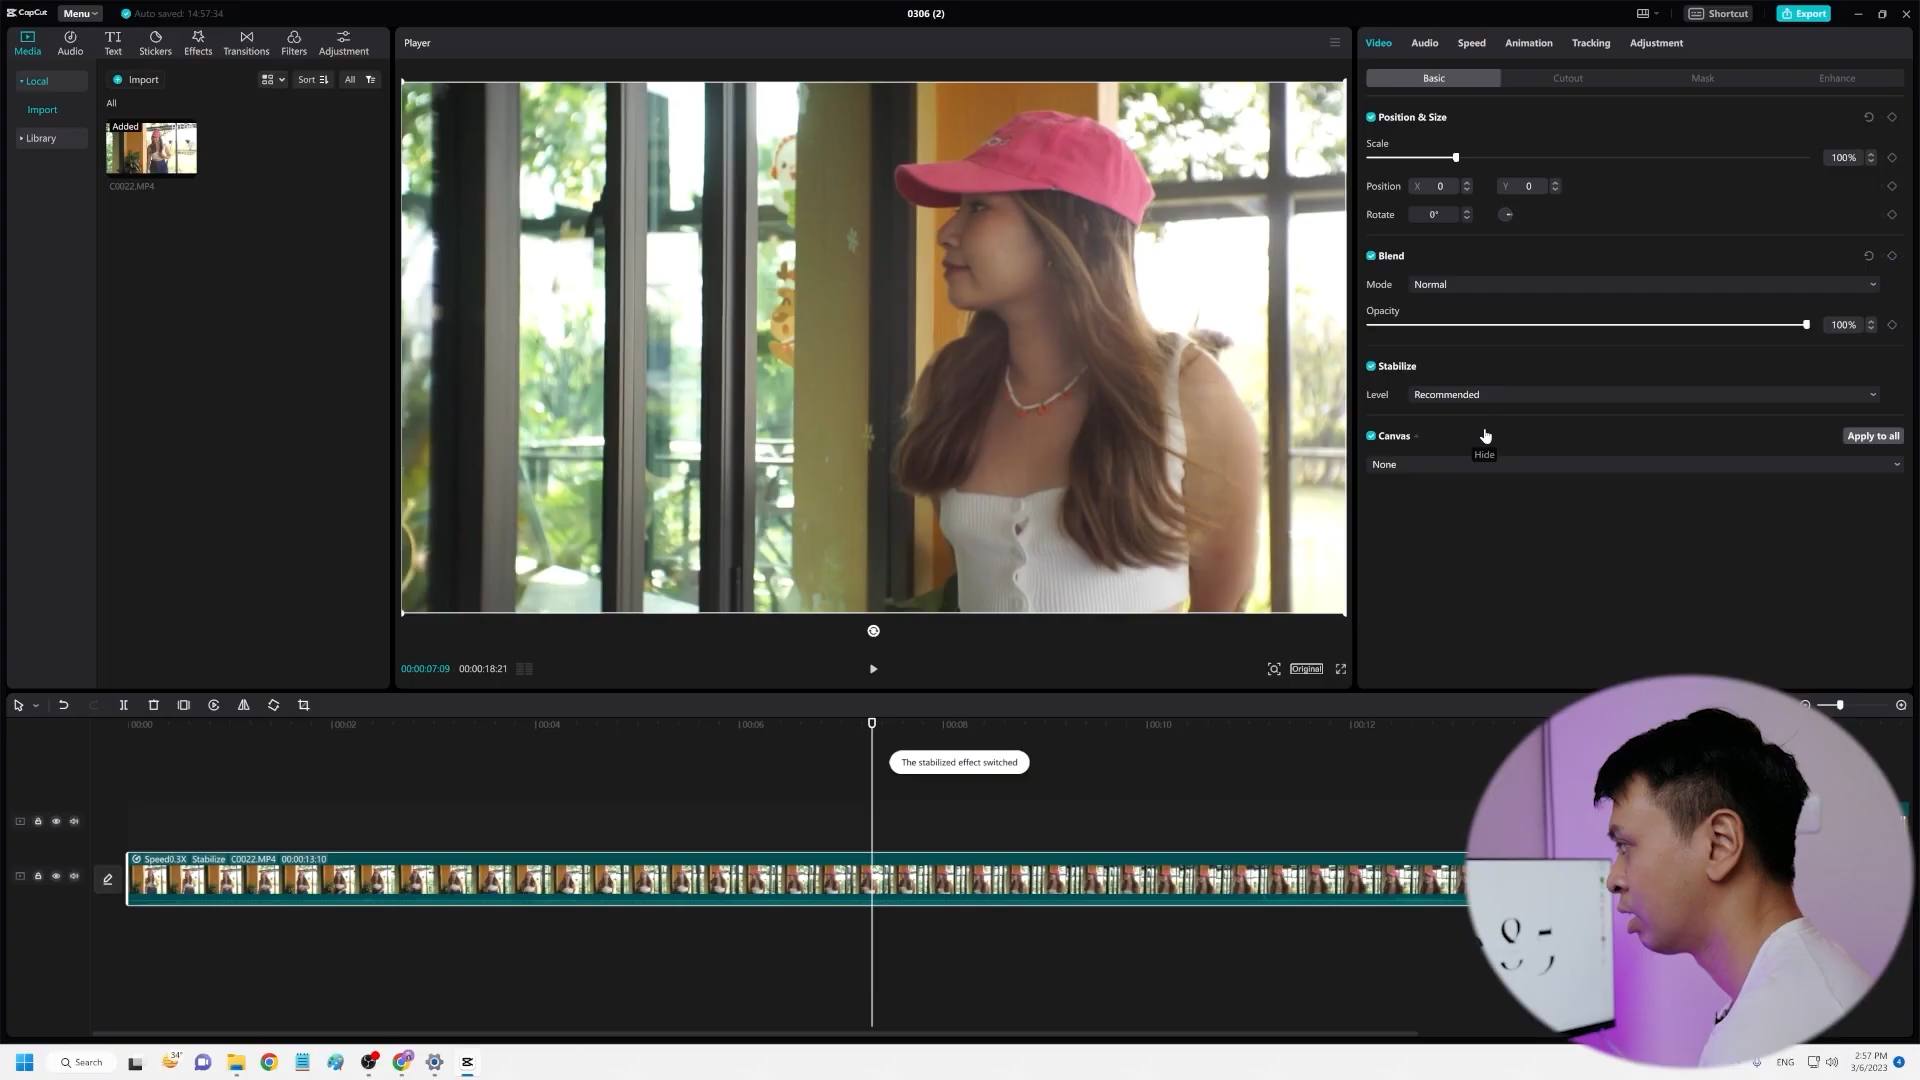 CapCut Menu Auto saved: 14:57:34 0306 (2) Shortcut Export
Media Audio Text Stickers Effects Transitions Filters Adjustment
Local
Import
Library
Import Sort All
All
Added
C0022.MP4
Player
Original
00:00:07:09 00:00:18:21
Video Audio Speed Animation Tracking Adjustment
Basic Cutout Mask Enhance
Position & Size
Scale
100%
Position X 0 Y 0
Rotate 0°
Blend
Mode Normal
Opacity
100%
Stabilize
Level Recommended
Canvas Apply to all
Hide
None
00:00 00:02 00:04 00:06 00:08 00:10 00:12
The stabilized effect switched
Speed0.3X Stabilize C0022.MP4 00:00:13:10
Search 34° ENG 2:57 PM
3/6/2023 4